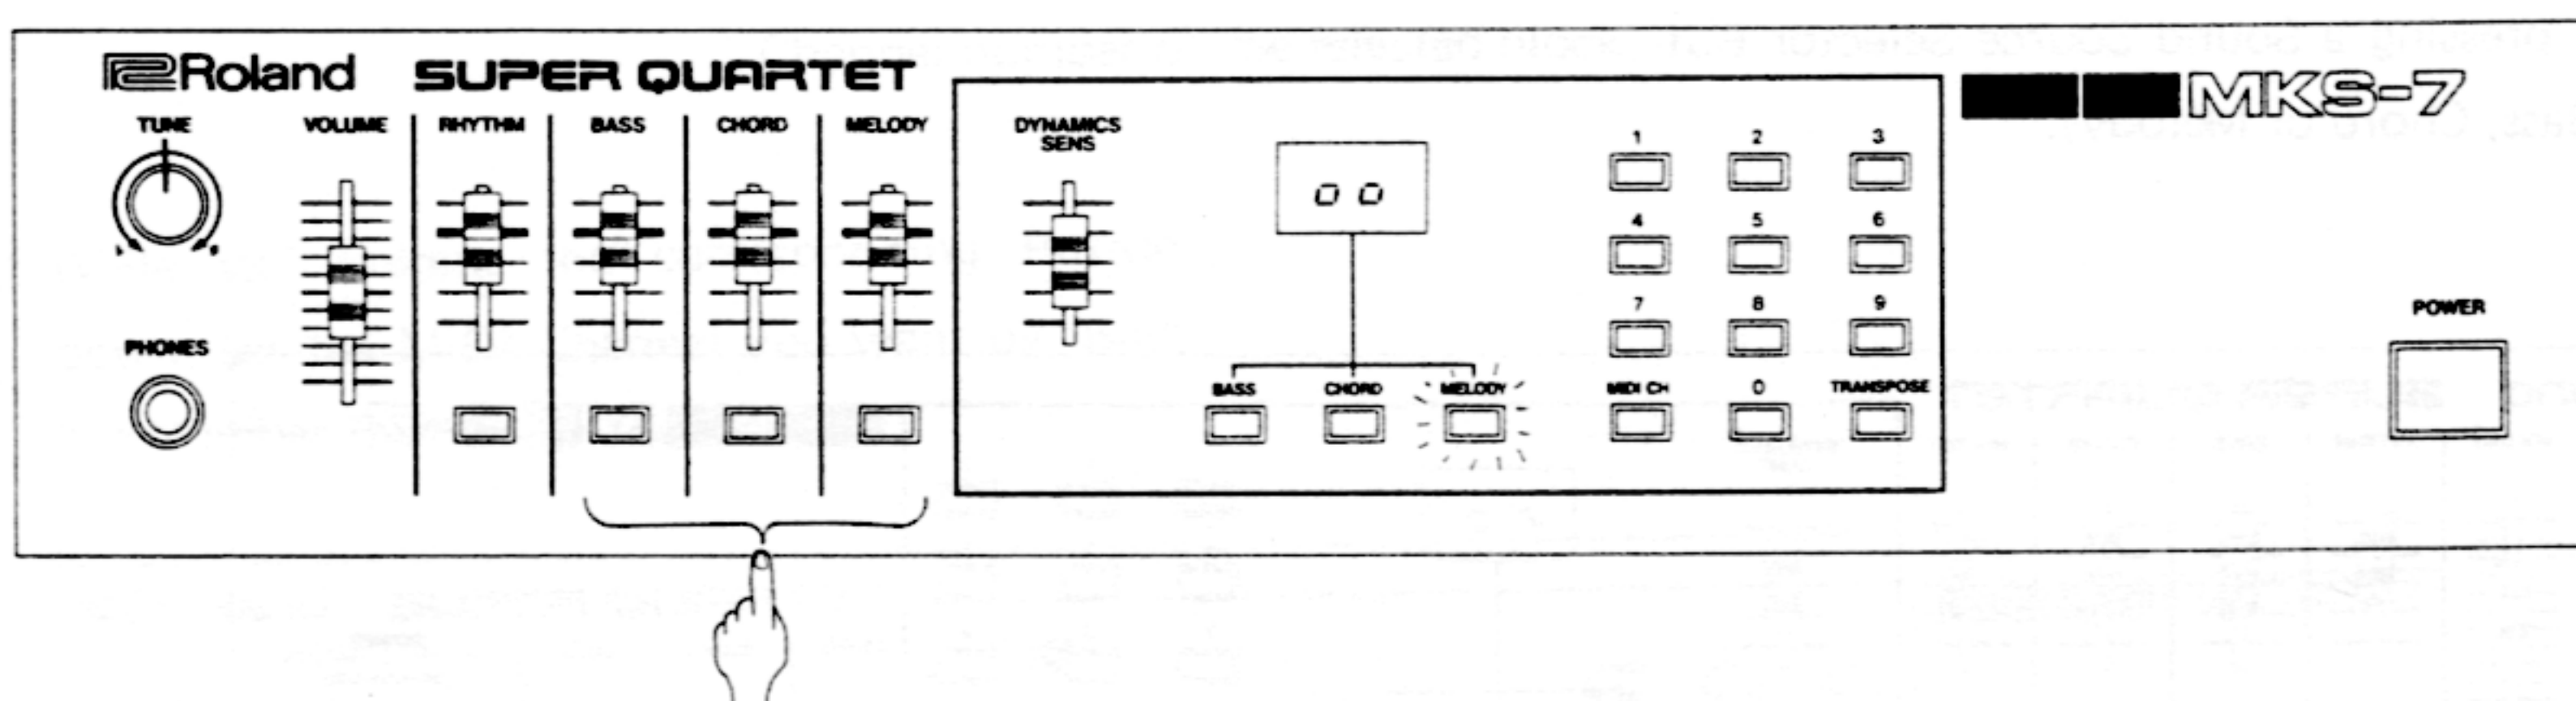 Roland SUPER QUARTET MKS-7
TUNE VOLUME RHYTHM BASS CHORD MELODY DYNAMICS SENS
1 2 3
00
4 5 6
7 8 9
PHONES POWER
BASS CHORD MELODY MIDI CH 0 TRANSPOSE